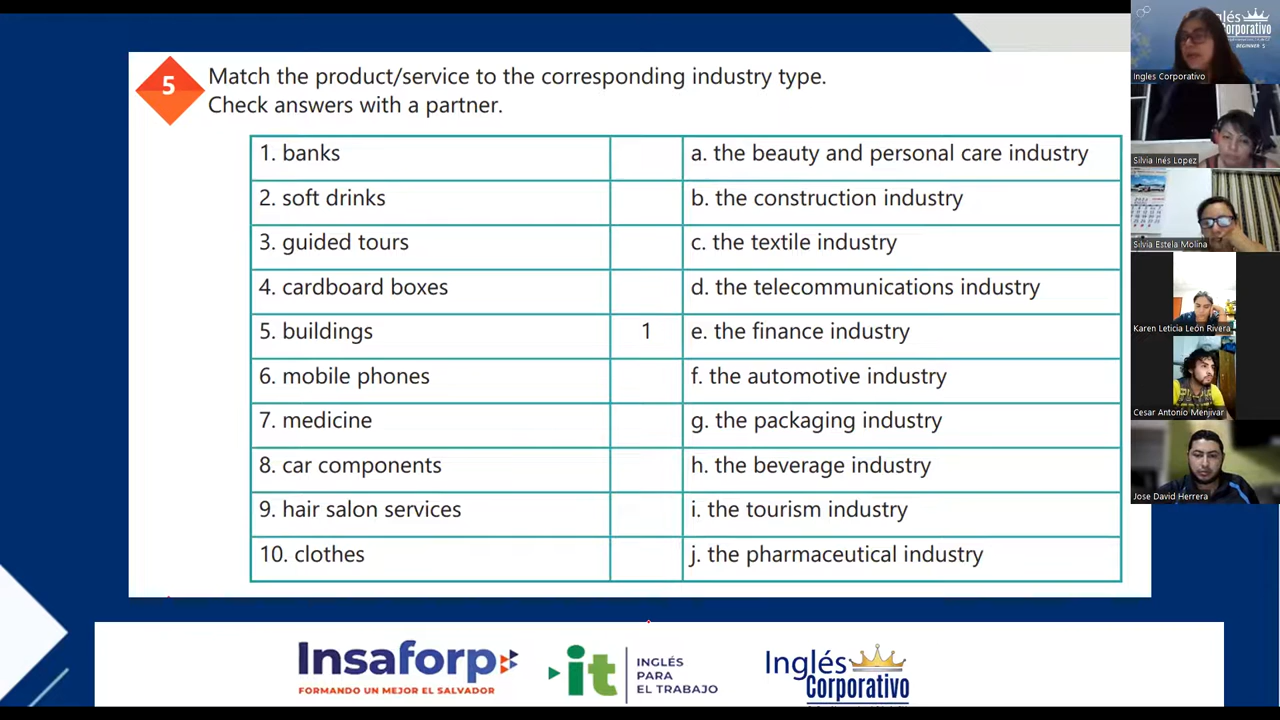 5
Match the product/service to the corresponding industry type.
Check answers with a partner.
1. banks
a. the beauty and personal care industry
2. soft drinks
b. the construction industry
3. guided tours
c. the textile industry
4. cardboard boxes
d. the telecommunications industry
5. buildings
1
e. the finance industry
6. mobile phones
f. the automotive industry
7. medicine
g. the packaging industry
8. car components
h. the beverage industry
9. hair salon services
i. the tourism industry
10. clothes
j. the pharmaceutical industry
Insaforp
FORMANDO UN MEJOR EL SALVADOR
it
INGLÉS
PARA
EL TRABAJO
Inglés
Corporativo
Corporativo
BEGINNER 5
Ingles Corporativo
Silvia Inés Lopez
Silvia Estela Molina
Karen Leticia León Rivera
Cesar Antonio Menjivar
Jose David Herrera